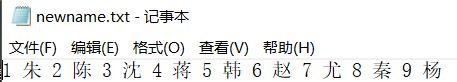 newname.txt - 记事本
文件(F) 编辑(E) 格式(O) 查看(V) 帮助(H)
1 朱 2 陈 3 沈 4 蒋 5 韩 6 赵 7 尤 8 秦 9 杨